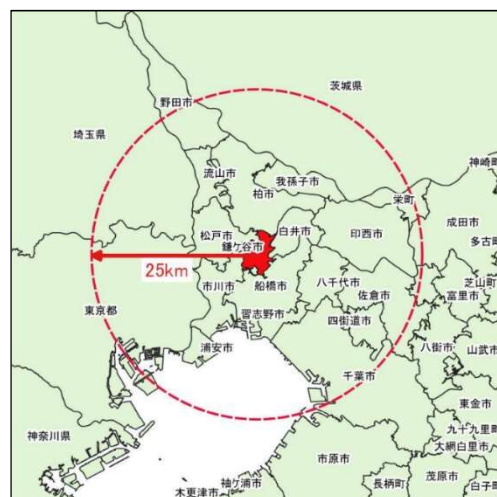 茨城県
野田市
埼玉県
神崎町
流山市
我孫子市
柏市
栄町
成田市
松戸市
白井市
印西市
鎌ケ谷市
多古町
25km
市川市
船橋市
八千代市
佐倉市
芝山町
富里市
東京都
習志野市
四街道市
浦安市
八街市
山武市
千葉市
東金市
九十九里町
神奈川県
大網白里市
市原市
茂原市
長柄町
袖ケ浦市
白子町
木更津市